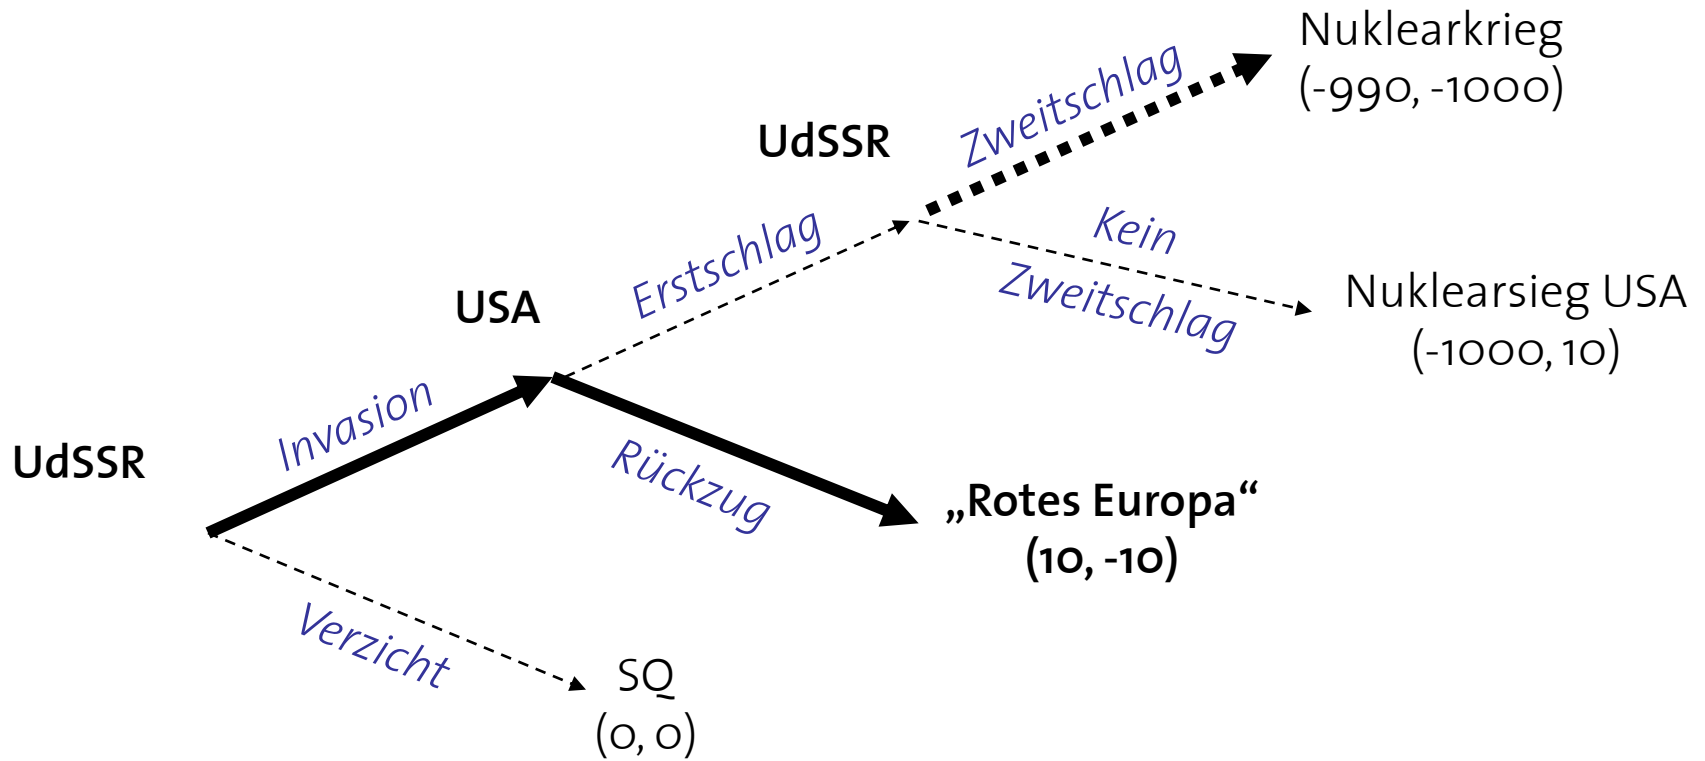 Nuklearkrieg
(-990, -1000)
Zweitschlag
UdSSR
Kein
Zweitschlag
Erstschlag
Nuklearsieg USA
(-1000, 10)
USA
Invasion
Rückzug
UdSSR
„Rotes Europa“
(10, -10)
Verzicht
SQ
(0, 0)